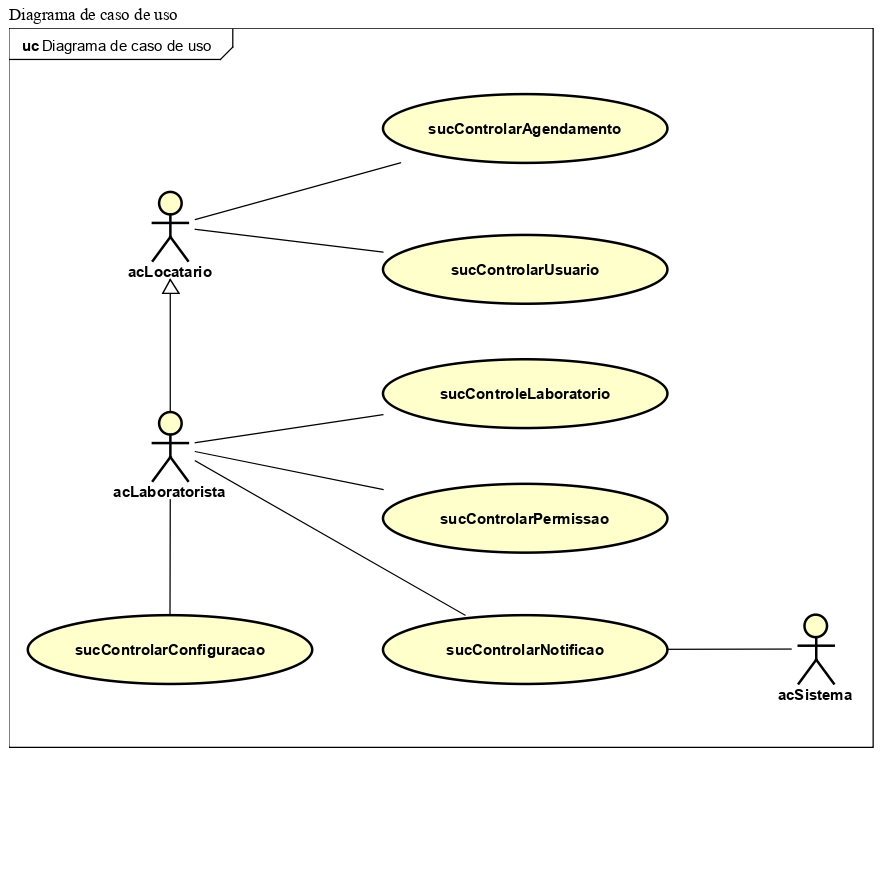 Diagrama de caso de uso
uc Diagrama de caso de uso
sucControlarAgendamento
acLocatario
sucControlarUsuario
sucControleLaboratorio
acLaboratorista
sucControlarPermissao
sucControlarConfiguracao
sucControlarNotificao
acSistema